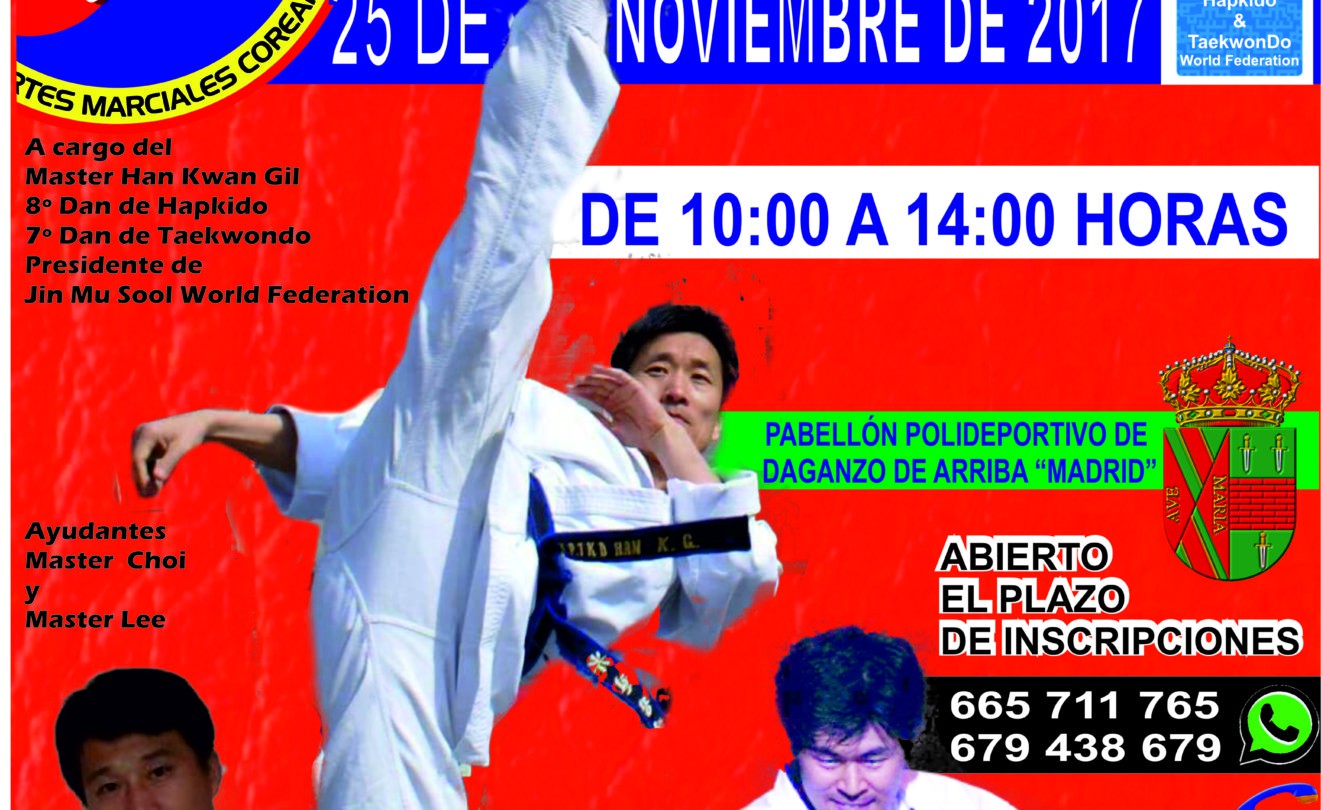 RTES MARCIALES COREAN
25 DE NOVIEMBRE DE 2017
Hapkido
&
TaekwonDo
World Federation
A cargo del
Master Han Kwan Gil
8º Dan de Hapkido
7º Dan de Taekwondo
Presidente de
Jin Mu Sool World Federation
DE 10:00 A 14:00 HORAS
PABELLÓN POLIDEPORTIVO DE
DAGANZO DE ARRIBA “MADRID”
AVE
MARIA
HAN K. G.
Ayudantes
Master Choi
y
Master Lee
ABIERTO
EL PLAZO
DE INSCRIPCIONES
665 711 765
679 438 679